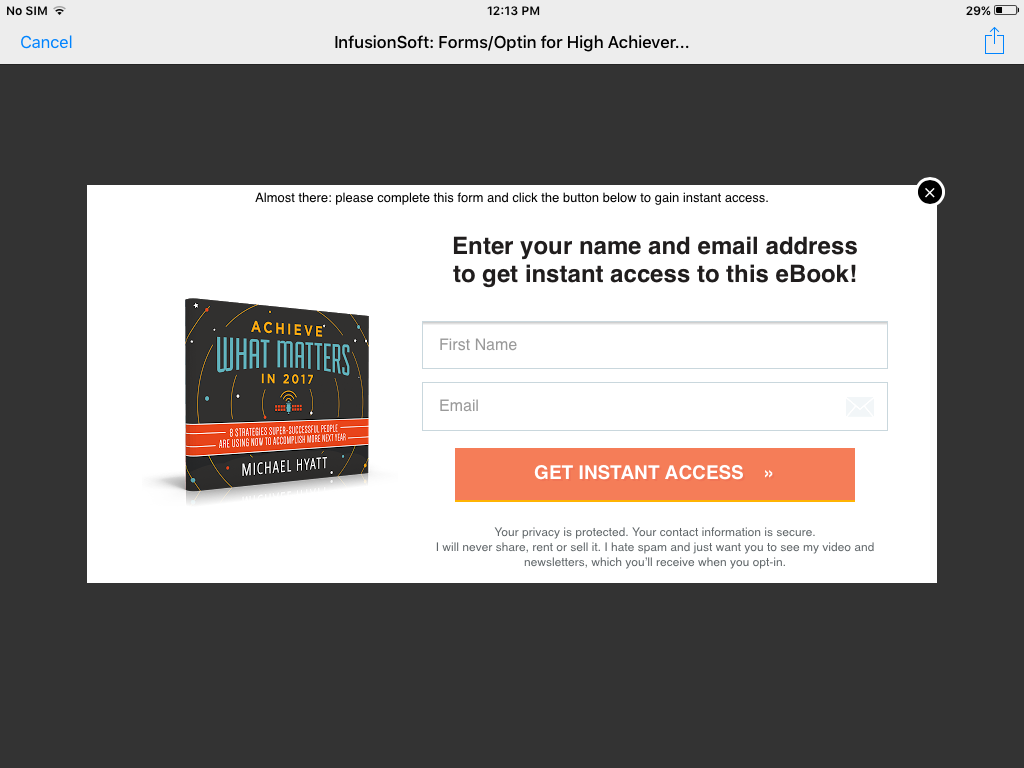 No SIM
12:13 PM
29%
Cancel
InfusionSoft: Forms/Optin for High Achiever...
Almost there: please complete this form and click the button below to gain instant access.
Enter your name and email address
to get instant access to this eBook!
ACHIEVE
WHAT MATTERS
IN 2017
8 STRATEGIES SUPER-SUCCESSFUL PEOPLE
ARE USING NOW TO ACCOMPLISH MORE NEXT YEAR
MICHAEL HYATT
First Name
Email
GET INSTANT ACCESS »
Your privacy is protected. Your contact information is secure.
I will never share, rent or sell it. I hate spam and just want you to see my video and
newsletters, which you’ll receive when you opt-in.